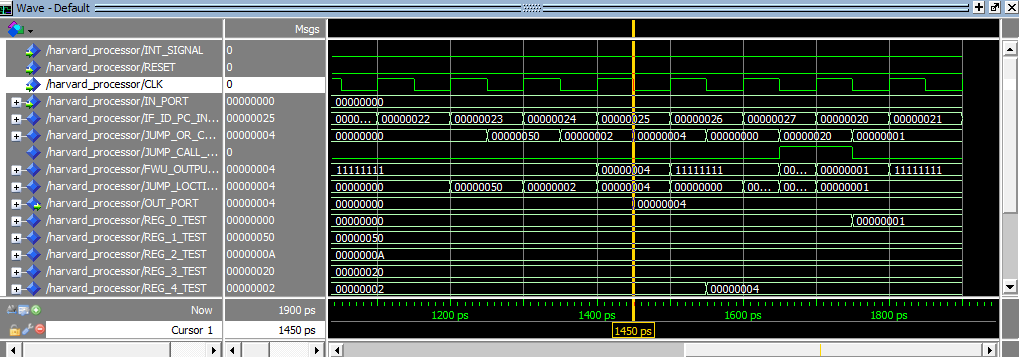 Wave - Default
Msgs
/harvard_processor/INT_SIGNAL 0
/harvard_processor/RESET 0
/harvard_processor/CLK 0
/harvard_processor/IN_PORT 00000000 00000000
/harvard_processor/IF_ID_PC_IN... 00000025 0000... 00000022 00000023 00000024 00000025 00000026 00000027 00000020 00000021
/harvard_processor/JUMP_OR_C... 00000004 00000000 00000050 00000002 00000004 00000000 00000020 00000001
/harvard_processor/JUMP_CALL_... 0
/harvard_processor/FWU_OUTPU... 00000004 11111111 00000004 11111111 00... 00000001 11111111
/harvard_processor/JUMP_LOCTI... 00000004 00000000 00000050 00000002 00000004 00000000 00... 00... 00000001
/harvard_processor/OUT_PORT 00000004 00000000 00000004
/harvard_processor/REG_0_TEST 00000000 00000000 00000001
/harvard_processor/REG_1_TEST 00000050 00000050
/harvard_processor/REG_2_TEST 0000000A 0000000A
/harvard_processor/REG_3_TEST 00000020 00000020
/harvard_processor/REG_4_TEST 00000002 00000002 00000004
Now 1900 ps 1200 ps 1400 ps 1600 ps 1800 ps
Cursor 1 1450 ps 1450 ps